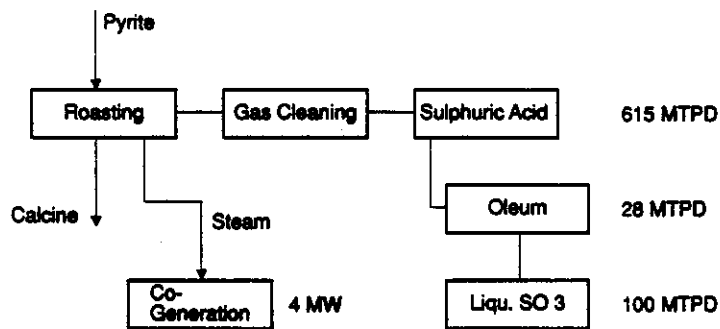 Pyrite
Roasting
Gas Cleaning
Sulphuric Acid
615 MTPD
Calcine
Steam
Oleum
28 MTPD
Co-
Generation
4 MW
Liqu. SO 3
100 MTPD